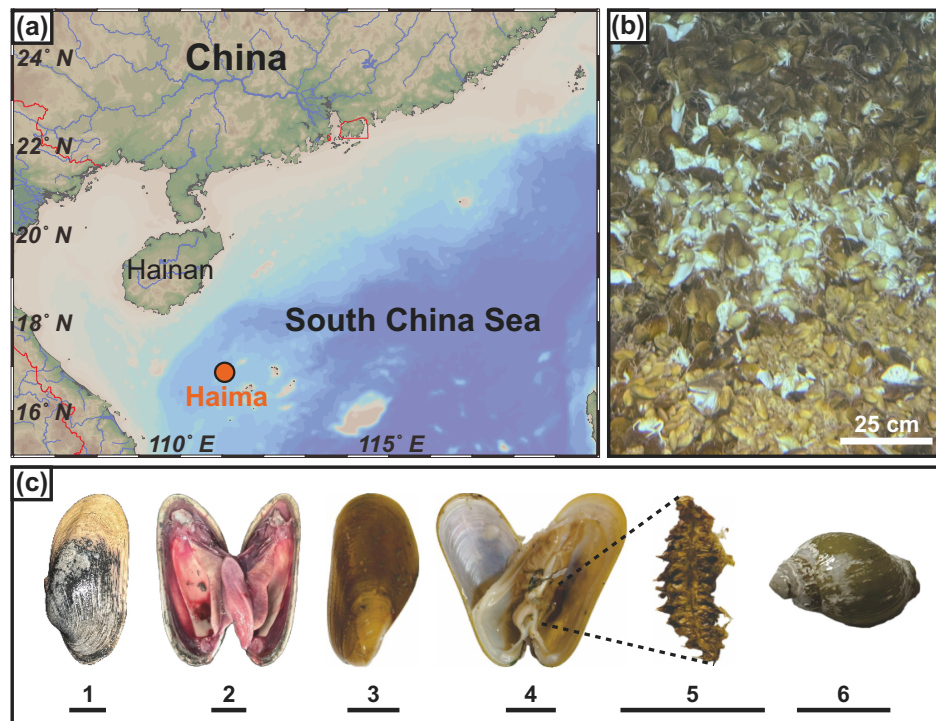 (a)
China
24° N
22° N
20° N
Hainan
18° N
South China Sea
Haima
16° N
110° E
115° E
(b)
25 cm
(c)
1
2
3
4
5
6